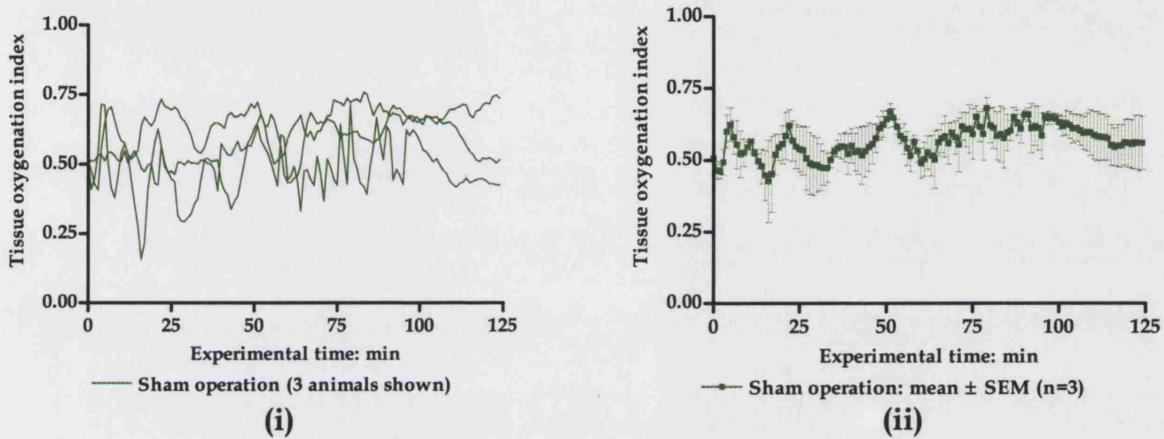 1.00
0.75
0.50
0.25
0.00
Tissue oxygenation index
0
25
50
75
100
125
Experimental time: min
Sham operation (3 animals shown)
(i)
1.00
0.75
0.50
0.25
0.00
Tissue oxygenation index
0
25
50
75
100
125
Experimental time: min
Sham operation: mean ± SEM (n=3)
(ii)